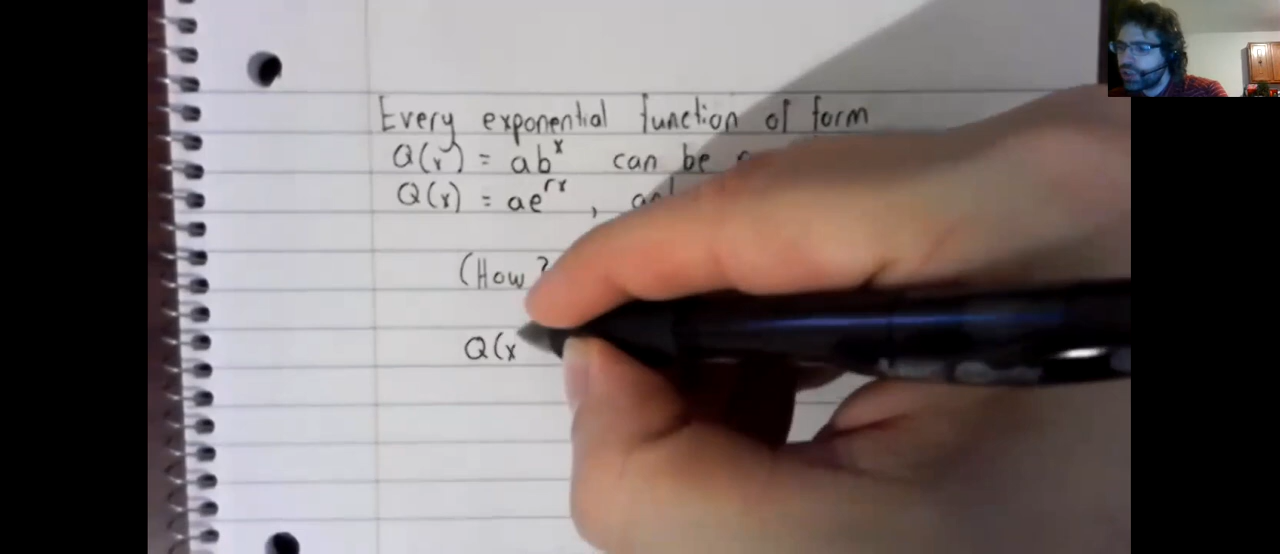 Every exponential function of form
Q(x) = ab^x can be
Q(x) = ae^{rx},
(How?
Q(x